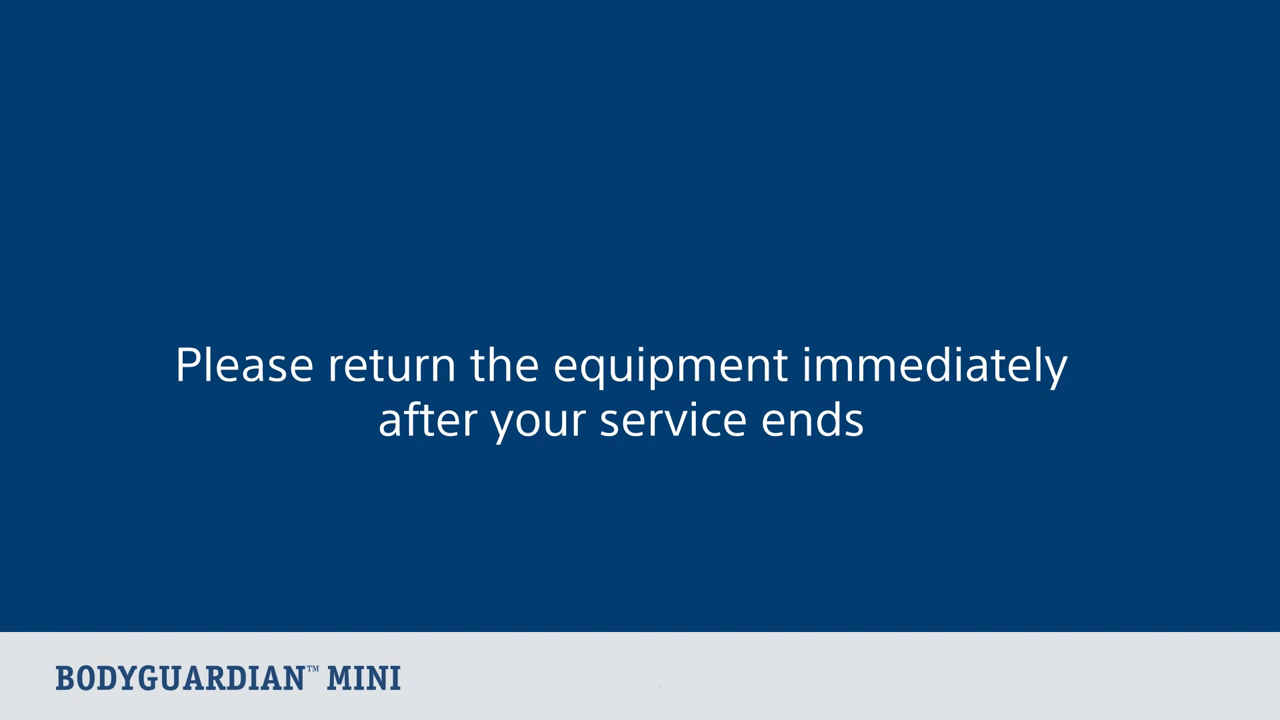 Please return the equipment immediately
after your service ends
BODYGUARDIAN™ MINI